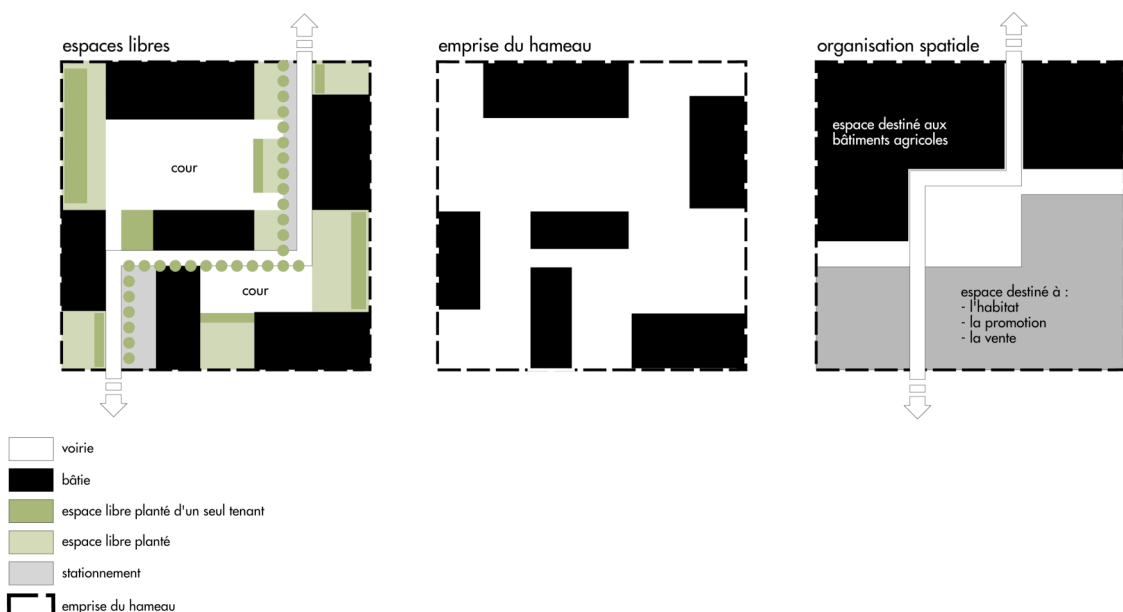 espaces libres
emprise du hameau
organisation spatiale
cour
cour
espace destiné aux
bâtiments agricoles
espace destiné à :
- l'habitat
- la promotion
- la vente
voirie
bâtie
espace libre planté d'un seul tenant
espace libre planté
stationnement
emprise du hameau